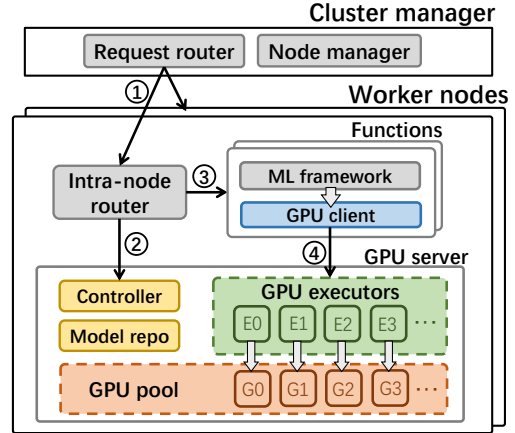 Cluster manager
Request router
Node manager
①
Worker nodes
Functions
Intra-node
router
③
ML framework
GPU client
②
④
GPU server
Controller
Model repo
GPU executors
E0 E1 E2 E3 ···
GPU pool
G0 G1 G2 G3 ···